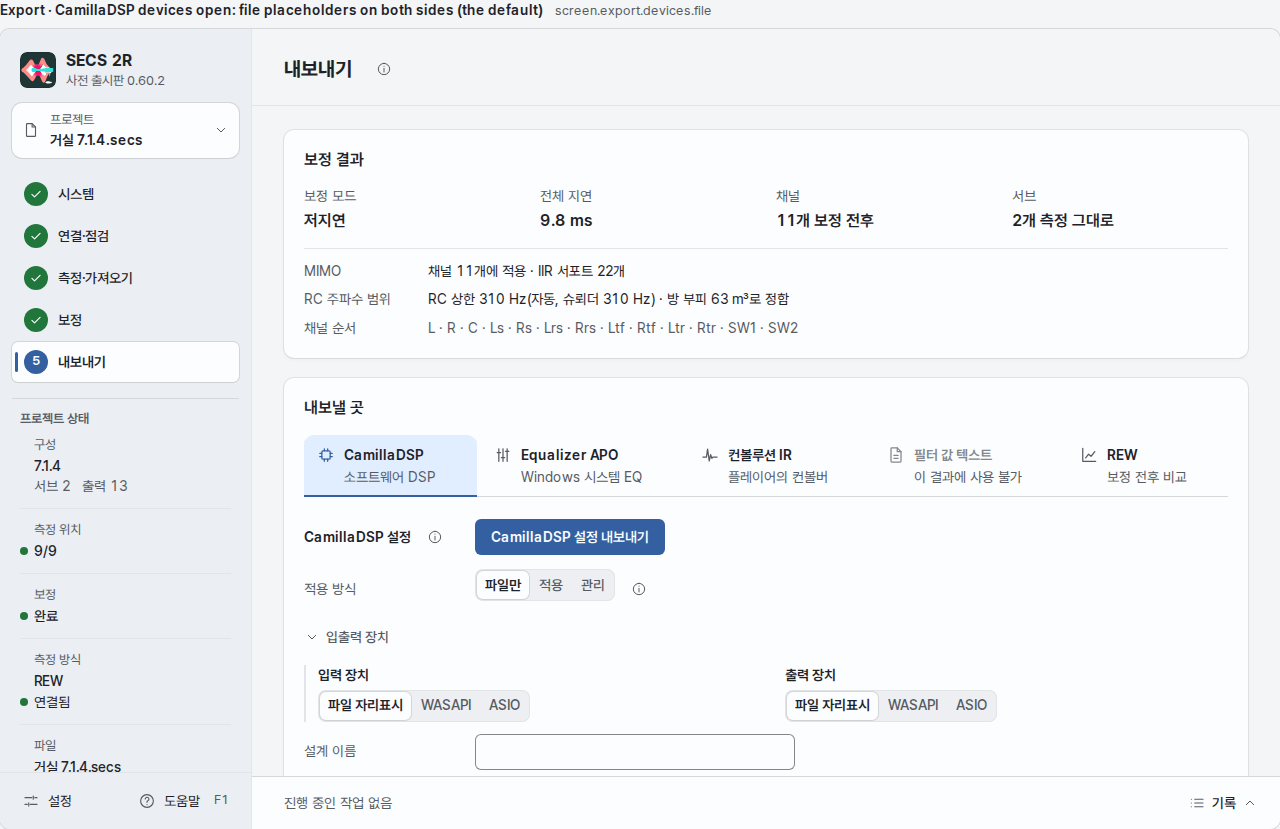 Export · CamillaDSP devices open: file placeholders on both sides (the default) screen.export.devices.file
SECS 2R
사전 출시판 0.60.2
프로젝트
거실 7.1.4.secs
시스템
연결·점검
측정·가져오기
보정
5 내보내기
프로젝트 상태
구성
7.1.4
서브 2 출력 13
측정 위치
9/9
보정
완료
측정 방식
REW
연결됨
파일
거실 7.1.4.secs
설정 도움말 F1
내보내기
보정 결과
보정 모드 전체 지연 채널 서브
저지연 9.8 ms 11개 보정 전후 2개 측정 그대로
MIMO 채널 11개에 적용 · IIR 서포트 22개
RC 주파수 범위 RC 상한 310 Hz(자동, 슈뢰더 310 Hz) · 방 부피 63 m³로 정함
채널 순서 L · R · C · Ls · Rs · Lrs · Rrs · Ltf · Rtf · Ltr · Rtr · SW1 · SW2
내보낼 곳
CamillaDSP Equalizer APO 컨볼루션 IR 필터 값 텍스트 REW
소프트웨어 DSP Windows 시스템 EQ 플레이어의 컨볼버 이 결과에 사용 불가 보정 전후 비교
CamillaDSP 설정 CamillaDSP 설정 내보내기
적용 방식 파일만 적용 관리
입출력 장치
입력 장치 출력 장치
파일 자리표시 WASAPI ASIO 파일 자리표시 WASAPI ASIO
설계 이름
진행 중인 작업 없음 기록